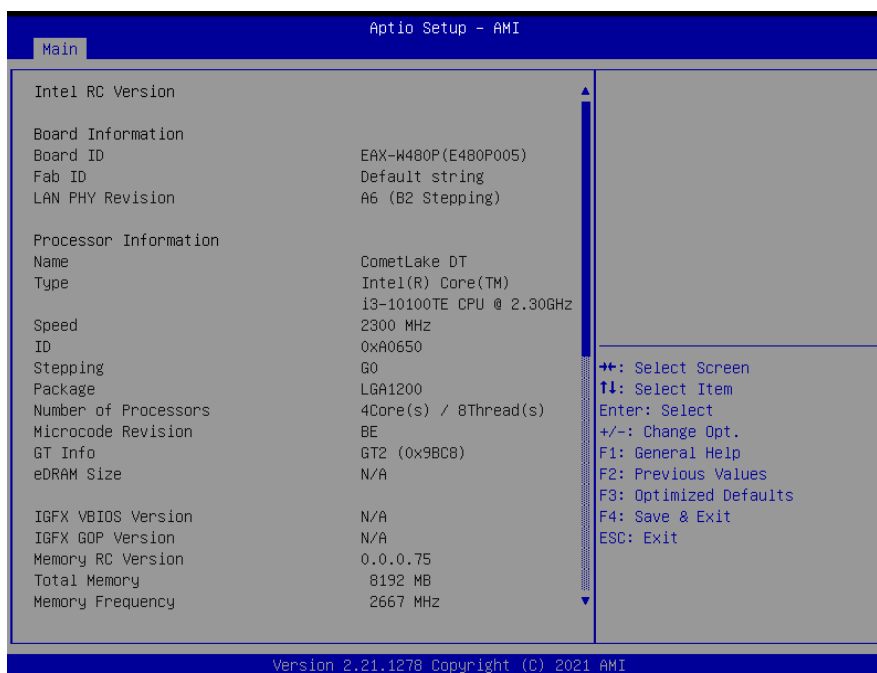 Aptio Setup – AMI
Main
Intel RC Version
Board Information
Board ID EAX-W480P(E480P005)
Fab ID Default string
LAN PHY Revision A6 (B2 Stepping)
Processor Information
Name CometLake DT
Type Intel(R) Core(TM)
i3-10100TE CPU @ 2.30GHz
Speed 2300 MHz
ID 0xA0650
Stepping G0
Package LGA1200
Number of Processors 4Core(s) / 8Thread(s)
Microcode Revision BE
GT Info GT2 (0x9BC8)
eDRAM Size N/A
IGFX VBIOS Version N/A
IGFX GOP Version N/A
Memory RC Version 0.0.0.75
Total Memory 8192 MB
Memory Frequency 2667 MHz
→←: Select Screen
↑↓: Select Item
Enter: Select
+/-: Change Opt.
F1: General Help
F2: Previous Values
F3: Optimized Defaults
F4: Save & Exit
ESC: Exit
Version 2.21.1278 Copyright (C) 2021 AMI